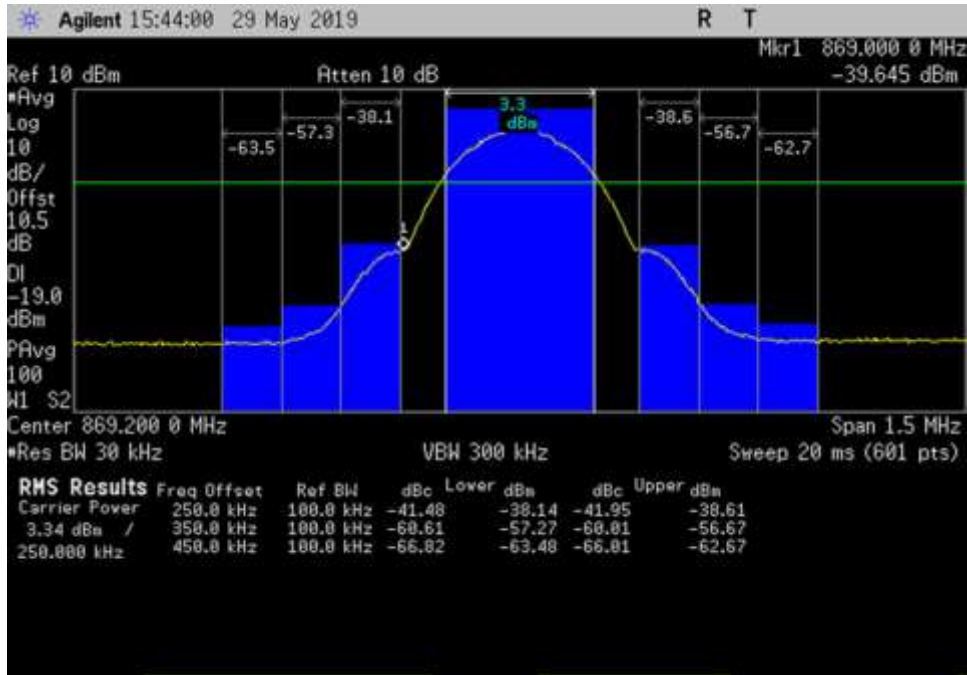 Agilent 15:44:00 29 May 2019 R T
Mkr1 869.000 0 MHz
Ref 10 dBm Atten 10 dB -39.645 dBm
#Avg
Log
10
dB/
Offst
10.5
dB
DI
-19.0
dBm
PAvg
100
W1 S2
-63.5 -57.3 -38.1 3.3 dBm -38.6 -56.7 -62.7
1
Center 869.200 0 MHz Span 1.5 MHz
#Res BW 30 kHz VBW 300 kHz Sweep 20 ms (601 pts)
RMS Results Freq Offset Ref BW dBc Lower dBm dBc Upper dBm
Carrier Power 250.0 kHz 100.0 kHz -41.48 -38.14 -41.95 -38.61
3.34 dBm / 350.0 kHz 100.0 kHz -60.61 -57.27 -60.01 -56.67
250.000 kHz 450.0 kHz 100.0 kHz -66.82 -63.48 -66.01 -62.67